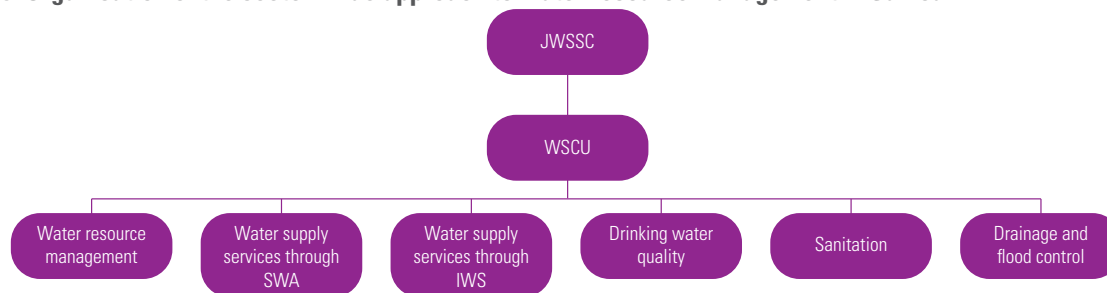 JWSSC
WSCU
Water resource
management
Water supply
services through
SWA
Water supply
services through
IWS
Drinking water
quality
Sanitation
Drainage and
flood control